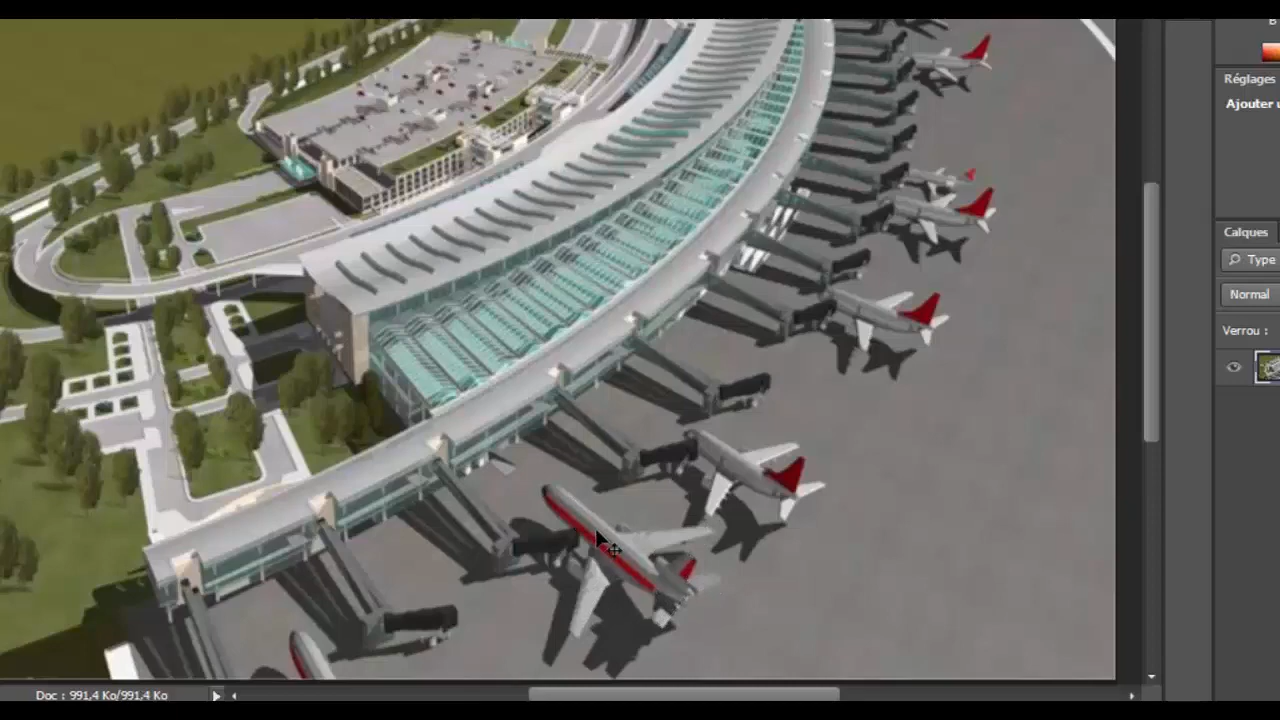 Réglages
Ajouter u
Calques
Type
Normal
Verrou :
Doc : 991,4 Ko/991,4 Ko